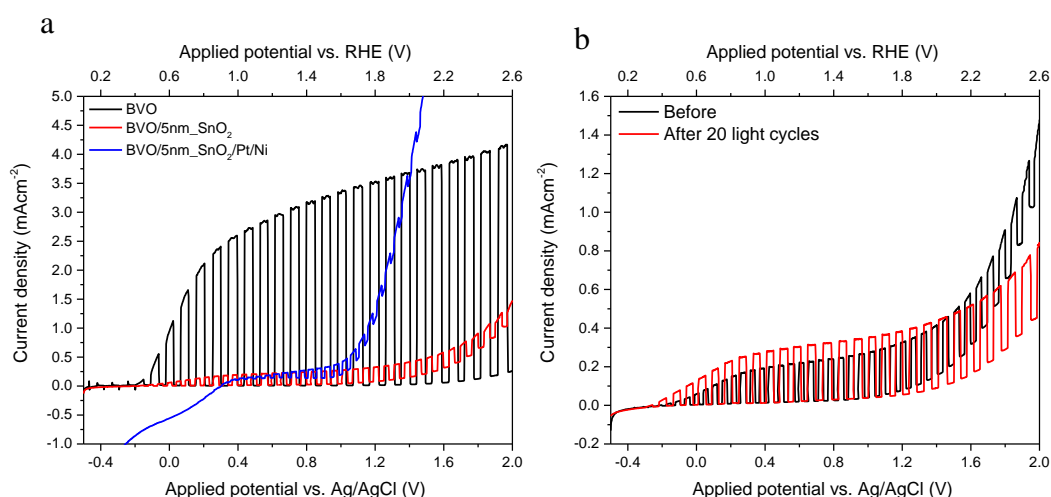 a
Applied potential vs. RHE (V)
0.2 0.6 1.0 1.4 1.8 2.2 2.6
5.0
4.5
4.0
3.5
3.0
2.5
2.0
1.5
1.0
0.5
0.0
-0.5
-1.0
Current density (mAcm⁻²)
BVO
BVO/5nm_SnO₂
BVO/5nm_SnO₂/Pt/Ni
-0.4 0.0 0.4 0.8 1.2 1.6 2.0
Applied potential vs. Ag/AgCl (V)
b
Applied potential vs. RHE (V)
0.2 0.6 1.0 1.4 1.8 2.2 2.6
1.6
1.4
1.2
1.0
0.8
0.6
0.4
0.2
0.0
-0.2
Current density (mAcm⁻²)
Before
After 20 light cycles
-0.4 0.0 0.4 0.8 1.2 1.6 2.0
Applied potential vs. Ag/AgCl (V)